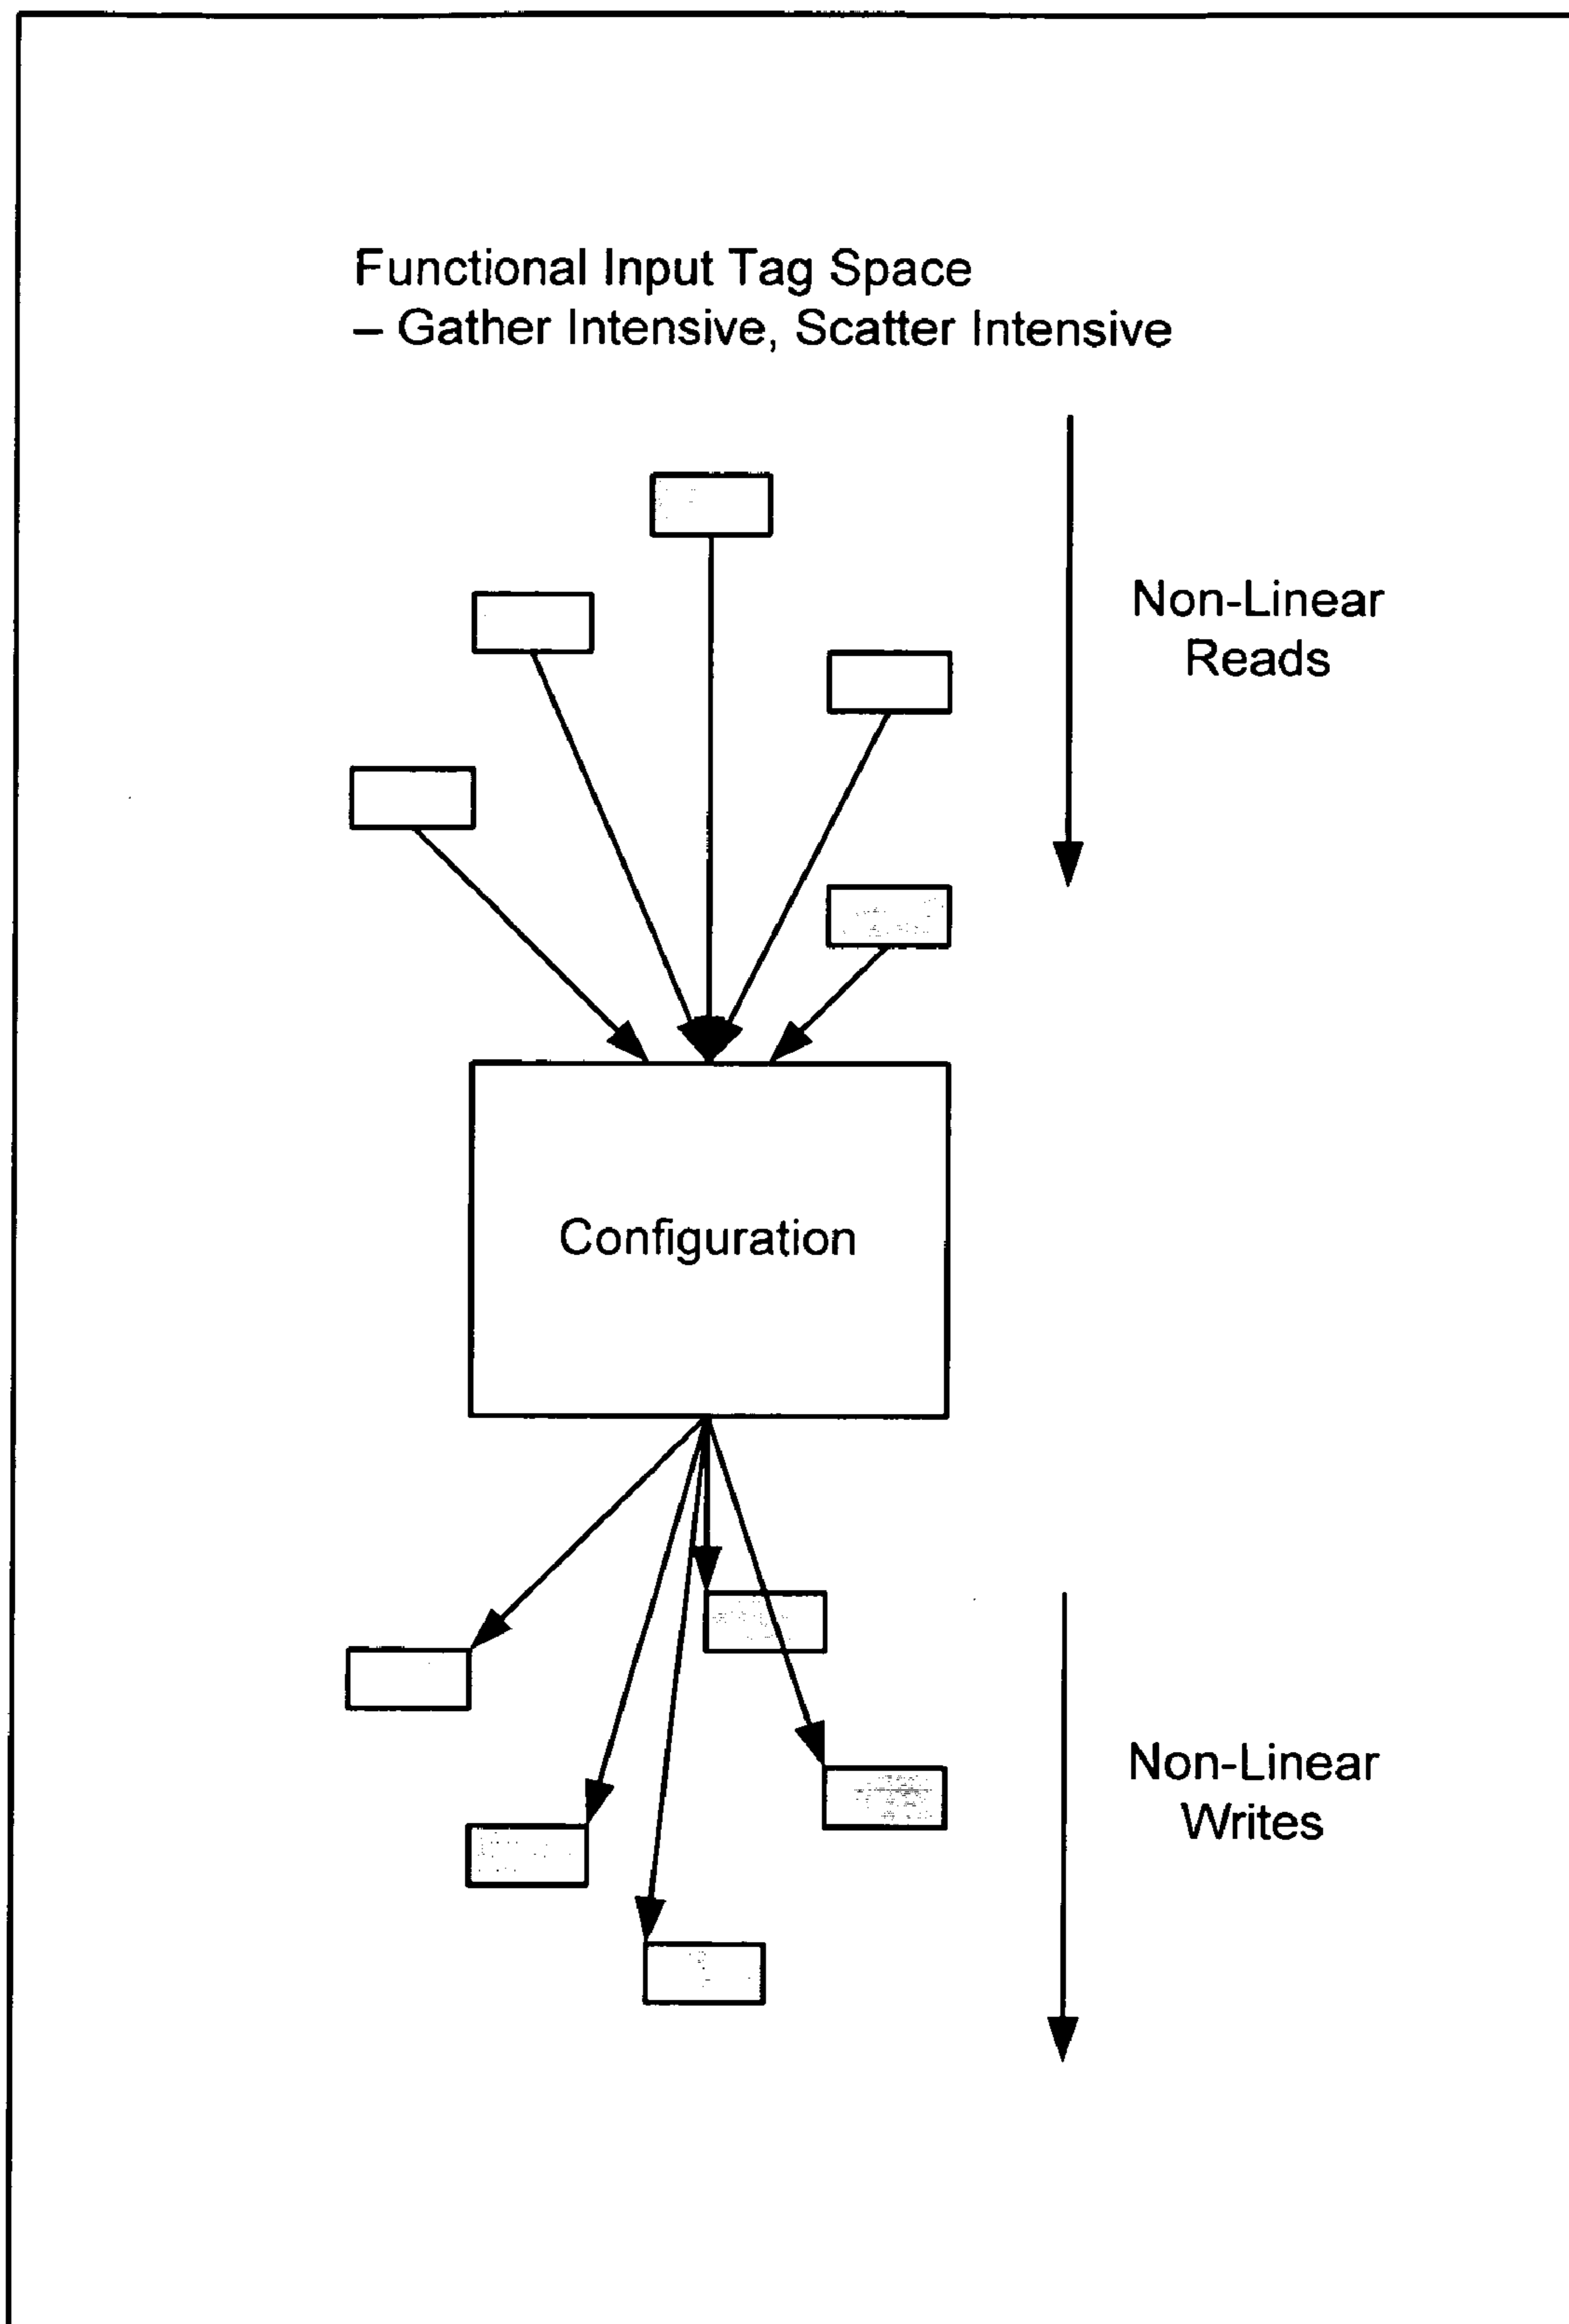 Functional Input Tag Space
– Gather Intensive, Scatter Intensive
Non-Linear
Reads
Configuration
Non-Linear
Writes